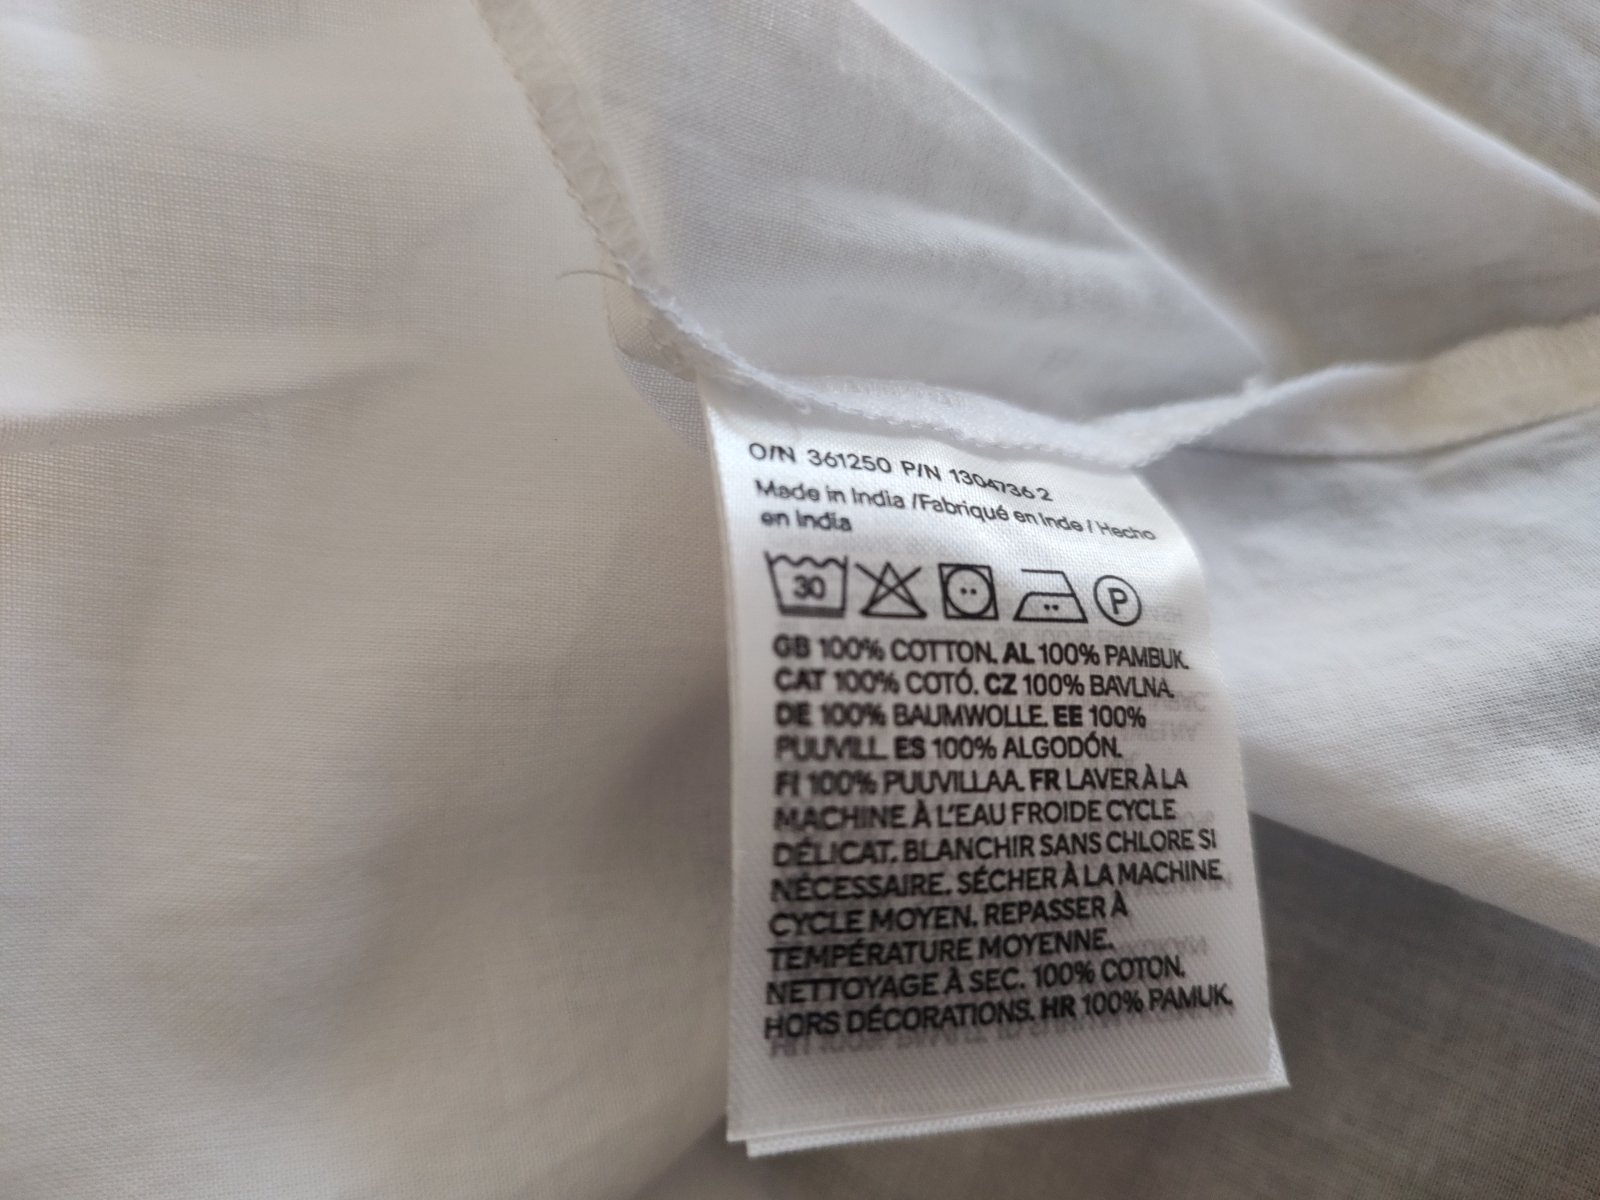 O/N 361250 P/N 1304736 2
Made in India /Fabriqué en Inde / Hecho
en India
30
P
GB 100% COTTON. AL 100% PAMBUK.
CAT 100% COTÓ. CZ 100% BAVLNA.
DE 100% BAUMWOLLE. EE 100%
PUUVILL. ES 100% ALGODÓN.
FI 100% PUUVILLAA. FR LAVER À LA
MACHINE À L'EAU FROIDE CYCLE
DÉLICAT. BLANCHIR SANS CHLORE SI
NÉCESSAIRE. SÉCHER À LA MACHINE
CYCLE MOYEN. REPASSER À
TEMPÉRATURE MOYENNE.
NETTOYAGE À SEC. 100% COTON.
HORS DÉCORATIONS. HR 100% PAMUK.